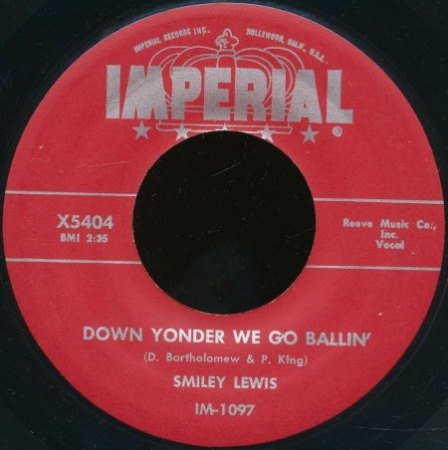 IMPERIAL RECORDS INC. HOLLYWOOD, CALIF., U.S.A.
IMPERIAL ®
X5404
BMI 2:35
Reeve Music Co.,
Inc.
Vocal
DOWN YONDER WE GO BALLIN'
(D. Bartholomew & P. King)
SMILEY LEWIS
IM-1097